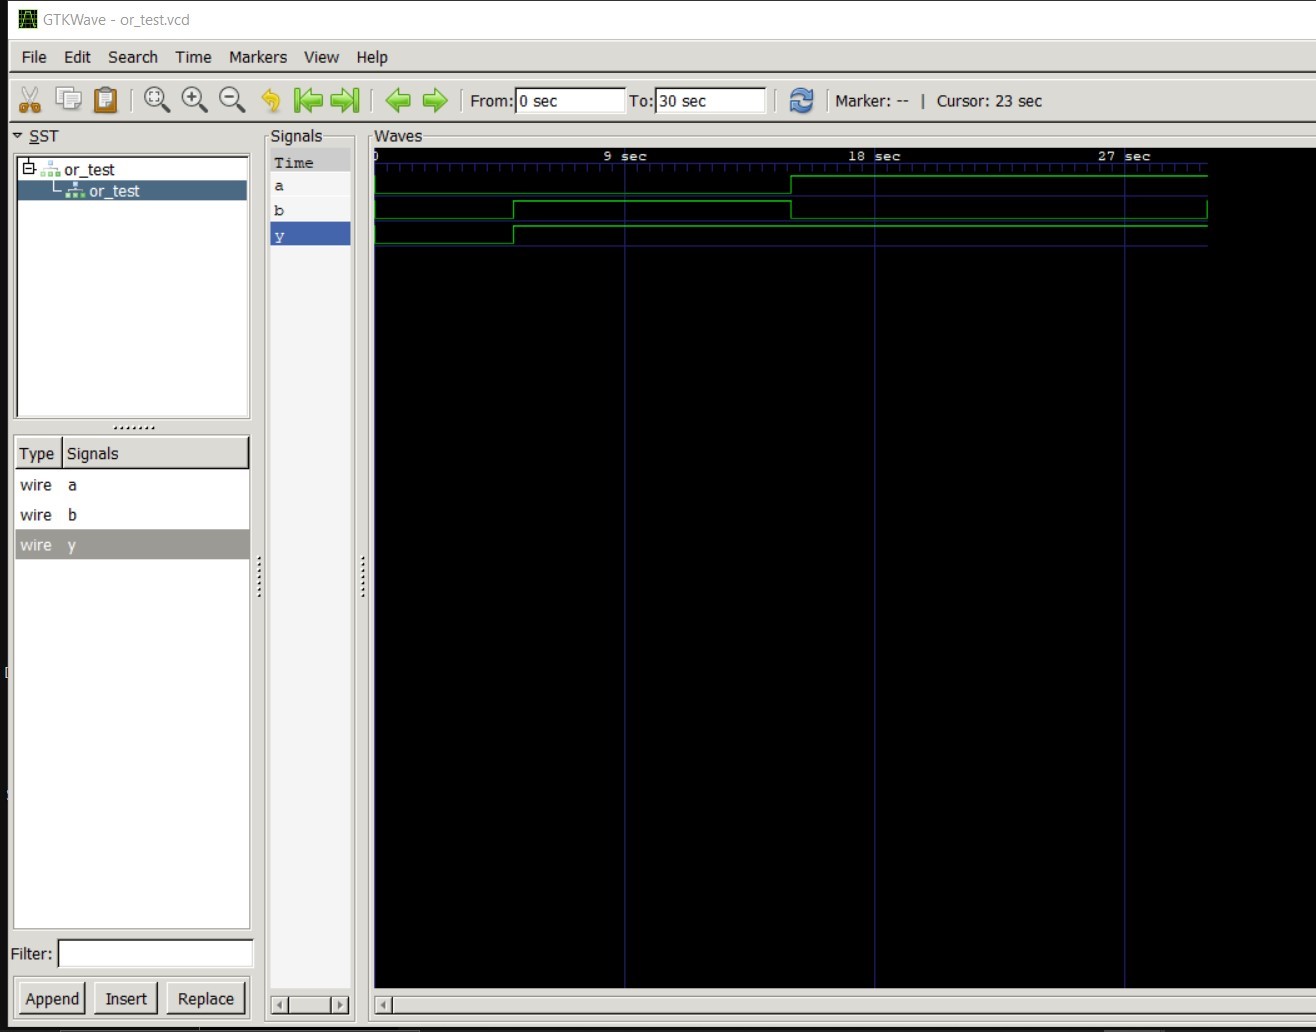 GTKWave - or_test.vcd
File Edit Search Time Markers View Help
From: 0 sec To: 30 sec Marker: -- | Cursor: 23 sec
SST
or_test
or_test
Type Signals
wire a
wire b
wire y
Filter:
Append Insert Replace
Signals
Time
a
b
y
Waves
0 9 sec 18 sec 27 sec